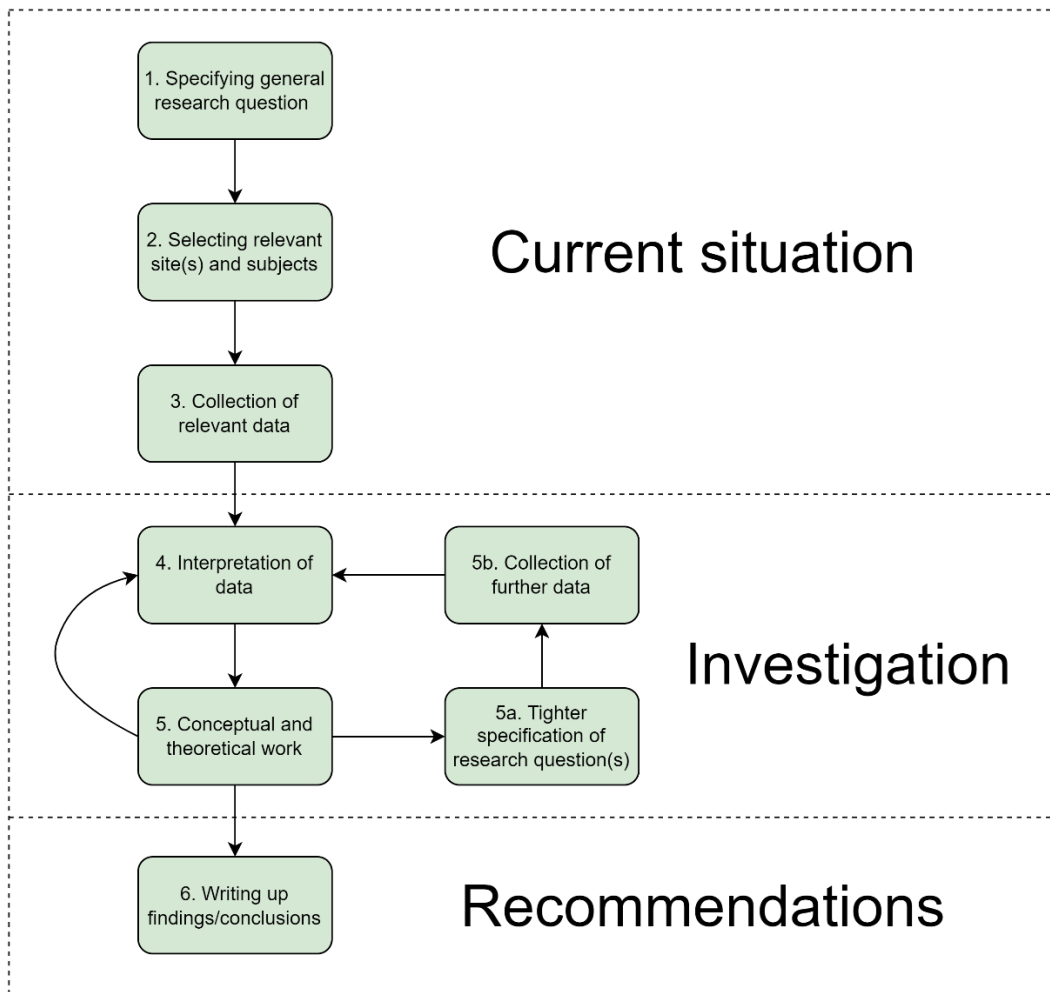 1. Specifying general
research question
2. Selecting relevant
site(s) and subjects
Current situation
3. Collection of
relevant data
4. Interpretation of
data
5b. Collection of
further data
Investigation
5. Conceptual and
theoretical work
5a. Tighter
specification of
research question(s)
6. Writing up
findings/conclusions
Recommendations